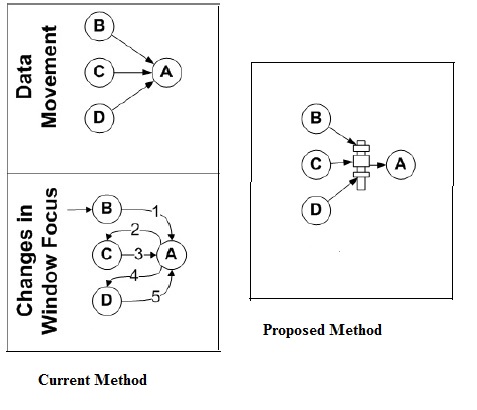 Data
Movement
B
C
A
D
Changes in
Window Focus
B
1
2
C
3
A
4
D
5
Current Method
B
C
A
D
Proposed Method